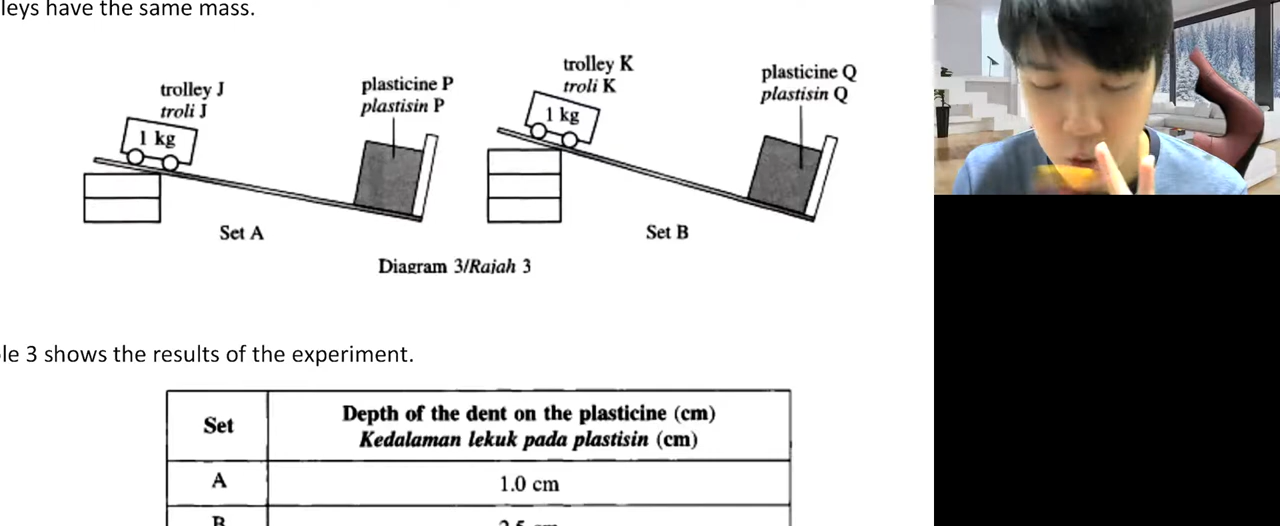 leys have the same mass.
trolley J
troli J
1 kg
plasticine P
plastisin P
Set A
trolley K
troli K
1 kg
plasticine Q
plastisin Q
Set B
Diagram 3/Rajah 3
le 3 shows the results of the experiment.
Set
Depth of the dent on the plasticine (cm)
Kedalaman lekuk pada plastisin (cm)
A
1.0 cm
B